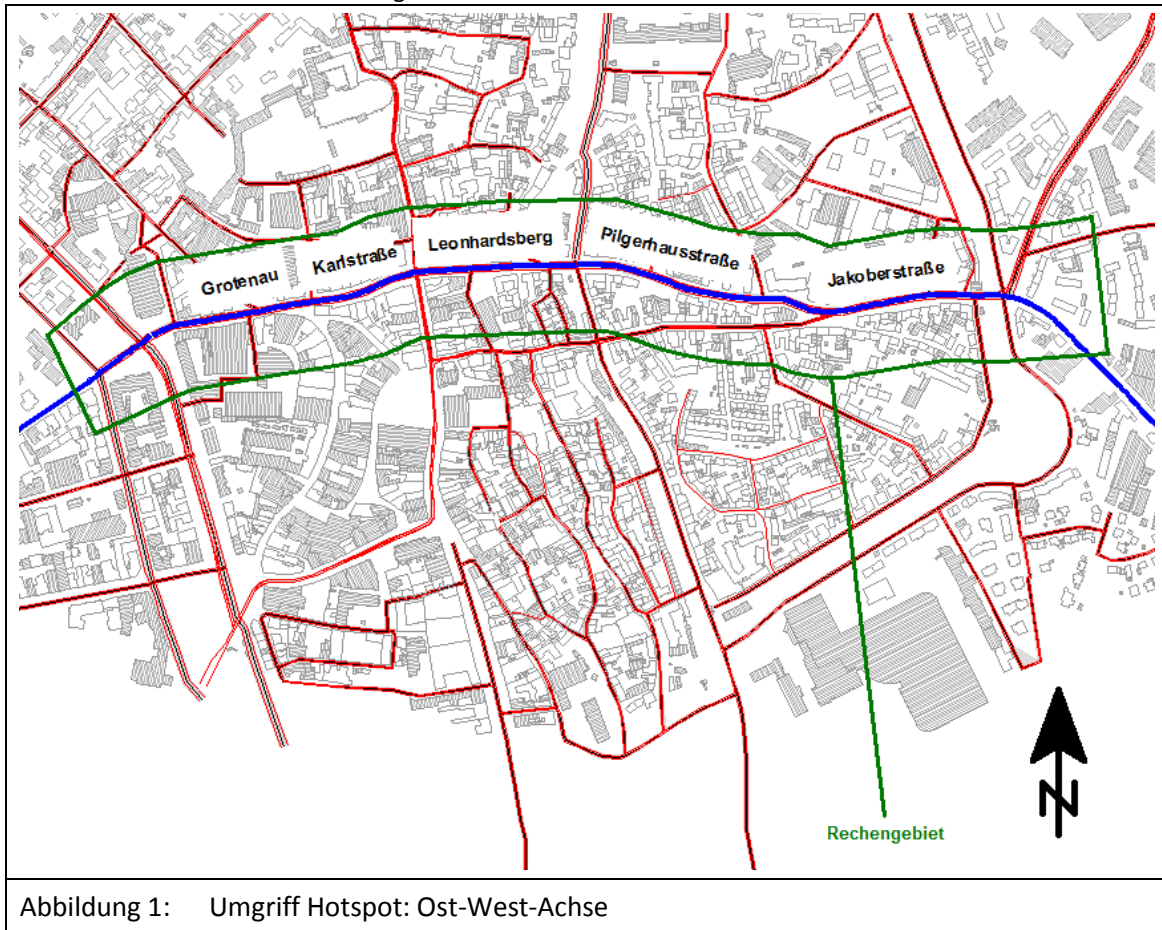 Grotenau
Karlstraße
Leonhardsberg
Pilgerhausstraße
Jakoberstraße
N
Rechengebiet
Abbildung 1: Umgriff Hotspot: Ost-West-Achse